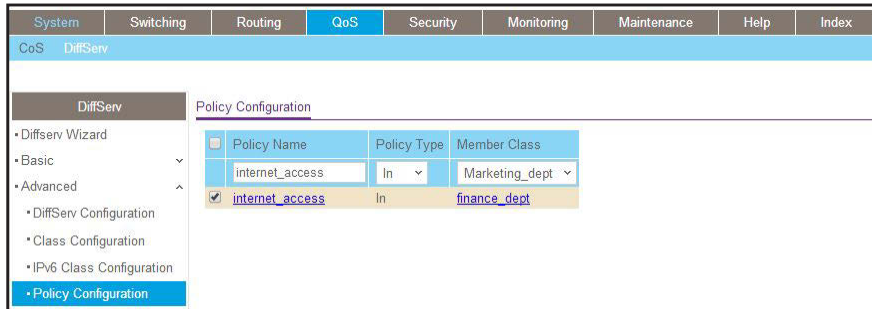 System Switching Routing QoS Security Monitoring Maintenance Help Index
CoS DiffServ
DiffServ
Diffserv Wizard
Basic
Advanced
DiffServ Configuration
Class Configuration
IPv6 Class Configuration
Policy Configuration
Policy Configuration
Policy Name Policy Type Member Class
internet_access In Marketing_dept
internet_access In finance_dept